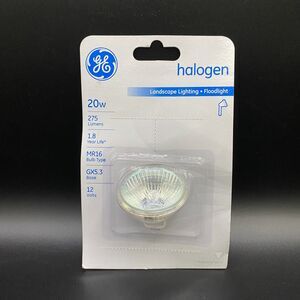 GE
halogen
Landscape Lighting • Floodlight
20w
275
Lumens
1.8
Year Life*
MR16
Bulb Type
GX5.3
Base
12
Volts